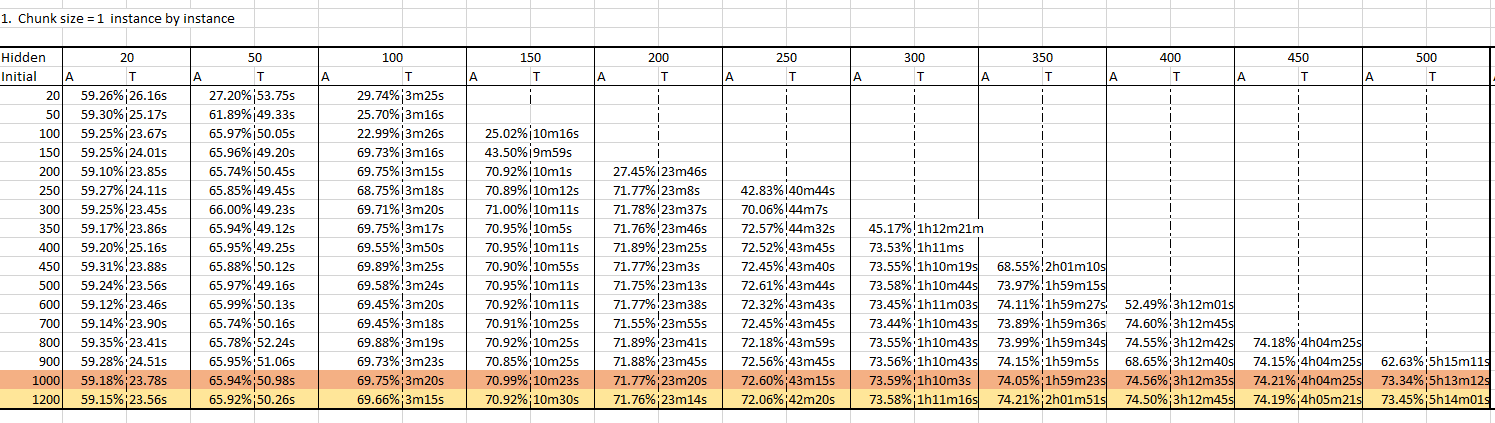 1. Chunk size = 1 instance by instance
Hidden 20 50 100 150 200 250 300 350 400 450 500
Initial A T A T A T A T A T A T A T A T A T A T A T
20 59.26% 26.16s 27.20% 53.75s 29.74% 3m25s
50 59.30% 25.17s 61.89% 49.33s 25.70% 3m16s
100 59.25% 23.67s 65.97% 50.05s 22.99% 3m26s 25.02% 10m16s
150 59.25% 24.01s 65.96% 49.20s 69.73% 3m16s 43.50% 9m59s
200 59.10% 23.85s 65.74% 50.45s 69.75% 3m15s 70.92% 10m1s 27.45% 23m46s
250 59.27% 24.11s 65.85% 49.45s 68.75% 3m18s 70.89% 10m12s 71.77% 23m8s 42.83% 40m44s
300 59.25% 23.45s 66.00% 49.23s 69.71% 3m20s 71.00% 10m11s 71.78% 23m37s 70.06% 44m7s
350 59.17% 23.86s 65.94% 49.12s 69.75% 3m17s 70.95% 10m5s 71.76% 23m46s 72.57% 44m32s 45.17% 1h12m21m
400 59.20% 25.16s 65.95% 49.25s 69.55% 3m50s 70.95% 10m11s 71.89% 23m25s 72.52% 43m45s 73.53% 1h11ms
450 59.31% 23.88s 65.88% 50.12s 69.89% 3m25s 70.90% 10m55s 71.77% 23m3s 72.45% 43m40s 73.55% 1h10m19s 68.55% 2h01m10s
500 59.24% 23.56s 65.97% 49.16s 69.58% 3m24s 70.95% 10m11s 71.75% 23m13s 72.61% 43m44s 73.58% 1h10m44s 73.97% 1h59m15s
600 59.12% 23.46s 65.99% 50.13s 69.45% 3m20s 70.92% 10m11s 71.77% 23m38s 72.32% 43m43s 73.45% 1h11m03s 74.11% 1h59m27s 52.49% 3h12m01s
700 59.14% 23.90s 65.74% 50.16s 69.45% 3m18s 70.91% 10m25s 71.55% 23m55s 72.45% 43m45s 73.44% 1h10m43s 73.89% 1h59m36s 74.60% 3h12m45s
800 59.35% 23.41s 65.78% 52.24s 69.88% 3m19s 70.92% 10m25s 71.89% 23m41s 72.18% 43m59s 73.55% 1h10m43s 73.99% 1h59m34s 74.55% 3h12m42s 74.18% 4h04m25s
900 59.28% 24.51s 65.95% 51.06s 69.73% 3m23s 70.85% 10m25s 71.88% 23m45s 72.56% 43m45s 73.56% 1h10m43s 74.15% 1h59m5s 68.65% 3h12m40s 74.15% 4h04m25s 62.63% 5h15m11s
1000 59.18% 23.78s 65.94% 50.98s 69.75% 3m20s 70.99% 10m23s 71.77% 23m20s 72.60% 43m15s 73.59% 1h10m3s 74.05% 1h59m23s 74.56% 3h12m35s 74.21% 4h04m25s 73.34% 5h13m12s
1200 59.15% 23.56s 65.92% 50.26s 69.66% 3m15s 70.92% 10m30s 71.76% 23m14s 72.06% 42m20s 73.58% 1h11m16s 74.21% 2h01m51s 74.50% 3h12m45s 74.19% 4h05m21s 73.45% 5h14m01s